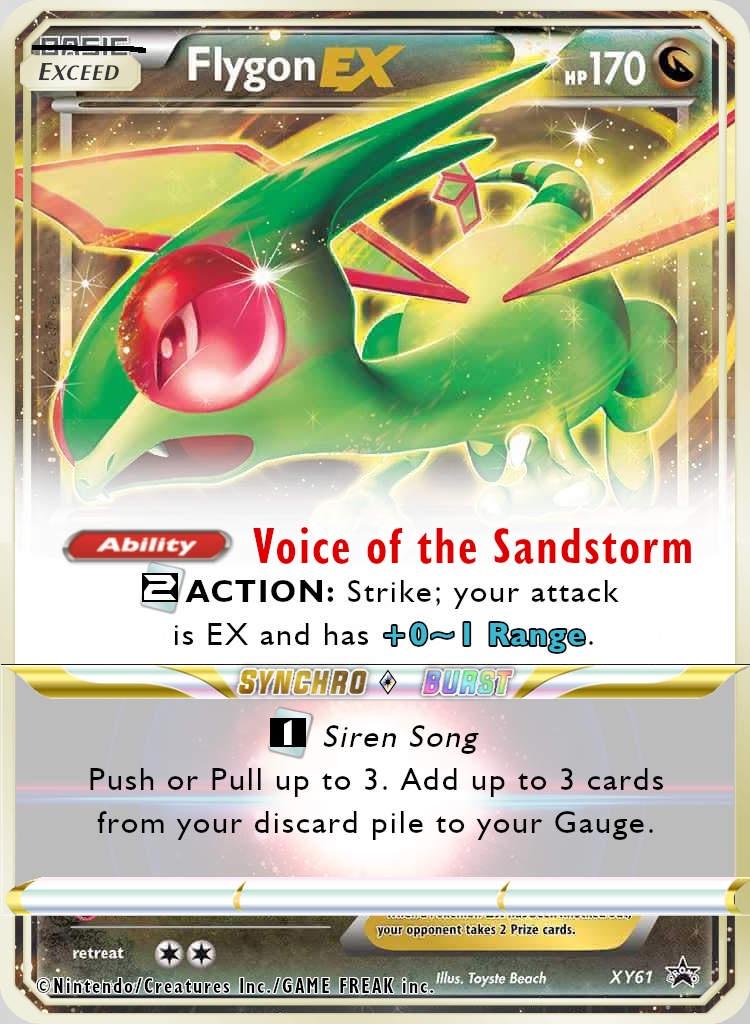 BASIC
EXCEED
Flygon EX HP 170
Ability Voice of the Sandstorm
2 ACTION: Strike; your attack
is EX and has +0~1 Range.
SYNCHRO BURST
1 Siren Song
Push or Pull up to 3. Add up to 3 cards
from your discard pile to your Gauge.
your opponent takes 2 Prize cards.
retreat
Illus. Toyste Beach XY61 PROMO
©Nintendo/Creatures Inc./GAME FREAK inc.